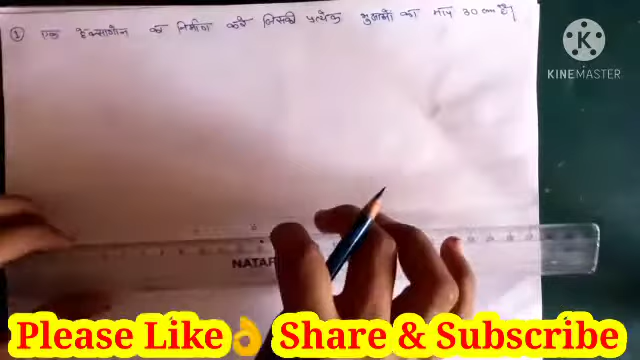 ① एक हेक्सागोन का निर्माण करें जिसकी प्रत्येक भुजाओं का माप 30 cm है।
KINEMASTER
Please Like👌 Share & Subscribe